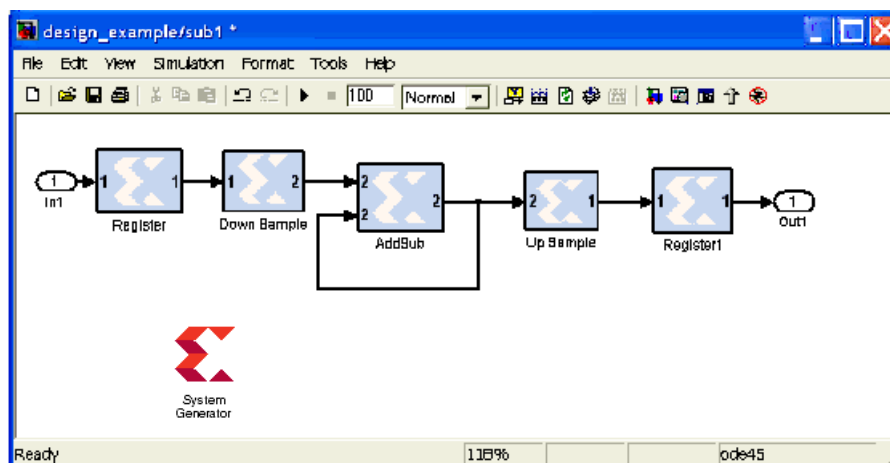 design_example/sub1 *
File Edit View Simulation Format Tools Help
100 Normal
1 In1
1 1 Register
1 2 Down Sample
2 2 2 AddSub
2 1 Up Sample
1 1 Register1
1 Out1
System
Generator
Ready 118% ode45